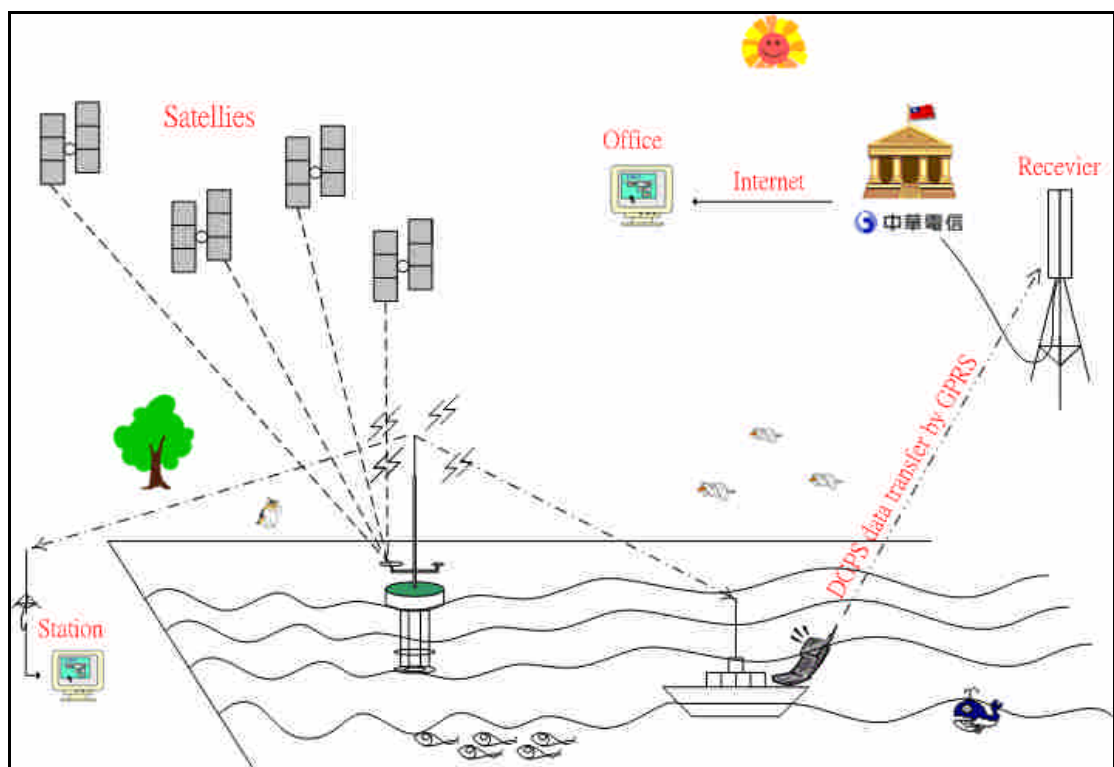 Satellies
Office
Internet
中華電信
Recevier
DGPS data transfer by GPRS
Station